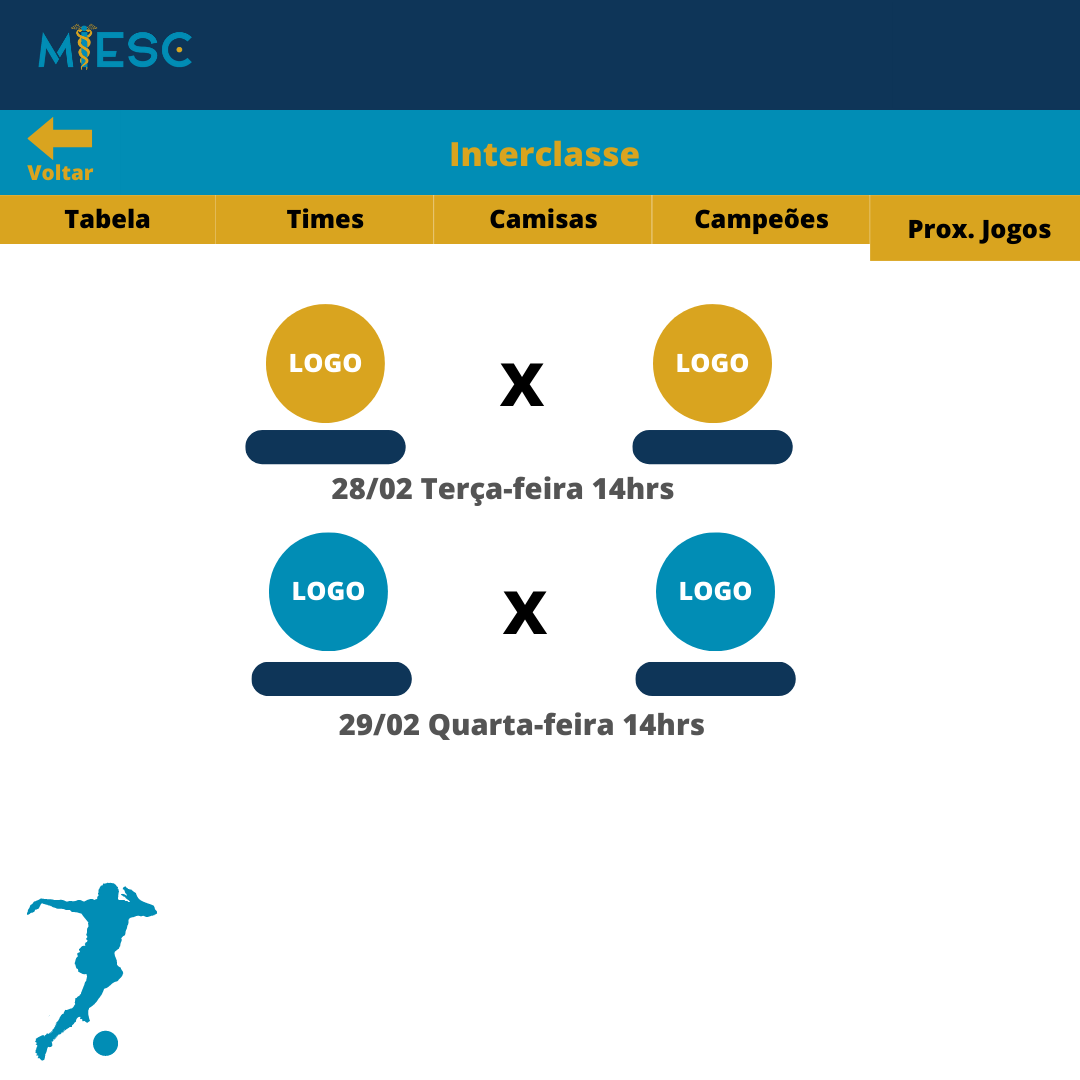 MIESC
Voltar
Interclasse
Tabela
Times
Camisas
Campeões
Prox. Jogos
LOGO
X
LOGO
28/02 Terça-feira 14hrs
LOGO
X
LOGO
29/02 Quarta-feira 14hrs